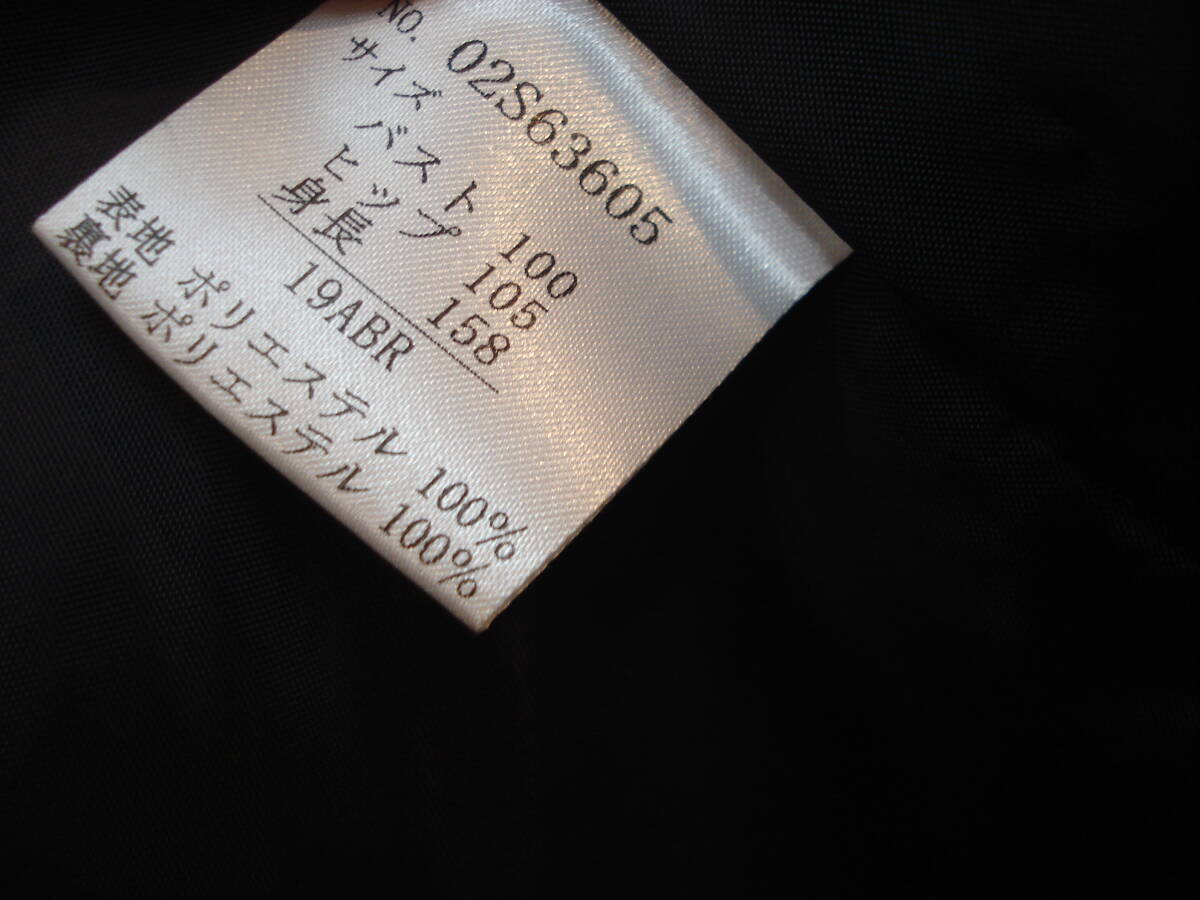 NO. 02S63605
サイズ
バスト 100
ヒップ 105
身長 158
19ABR
表地 ポリエステル 100%
裏地 ポリエステル 100%